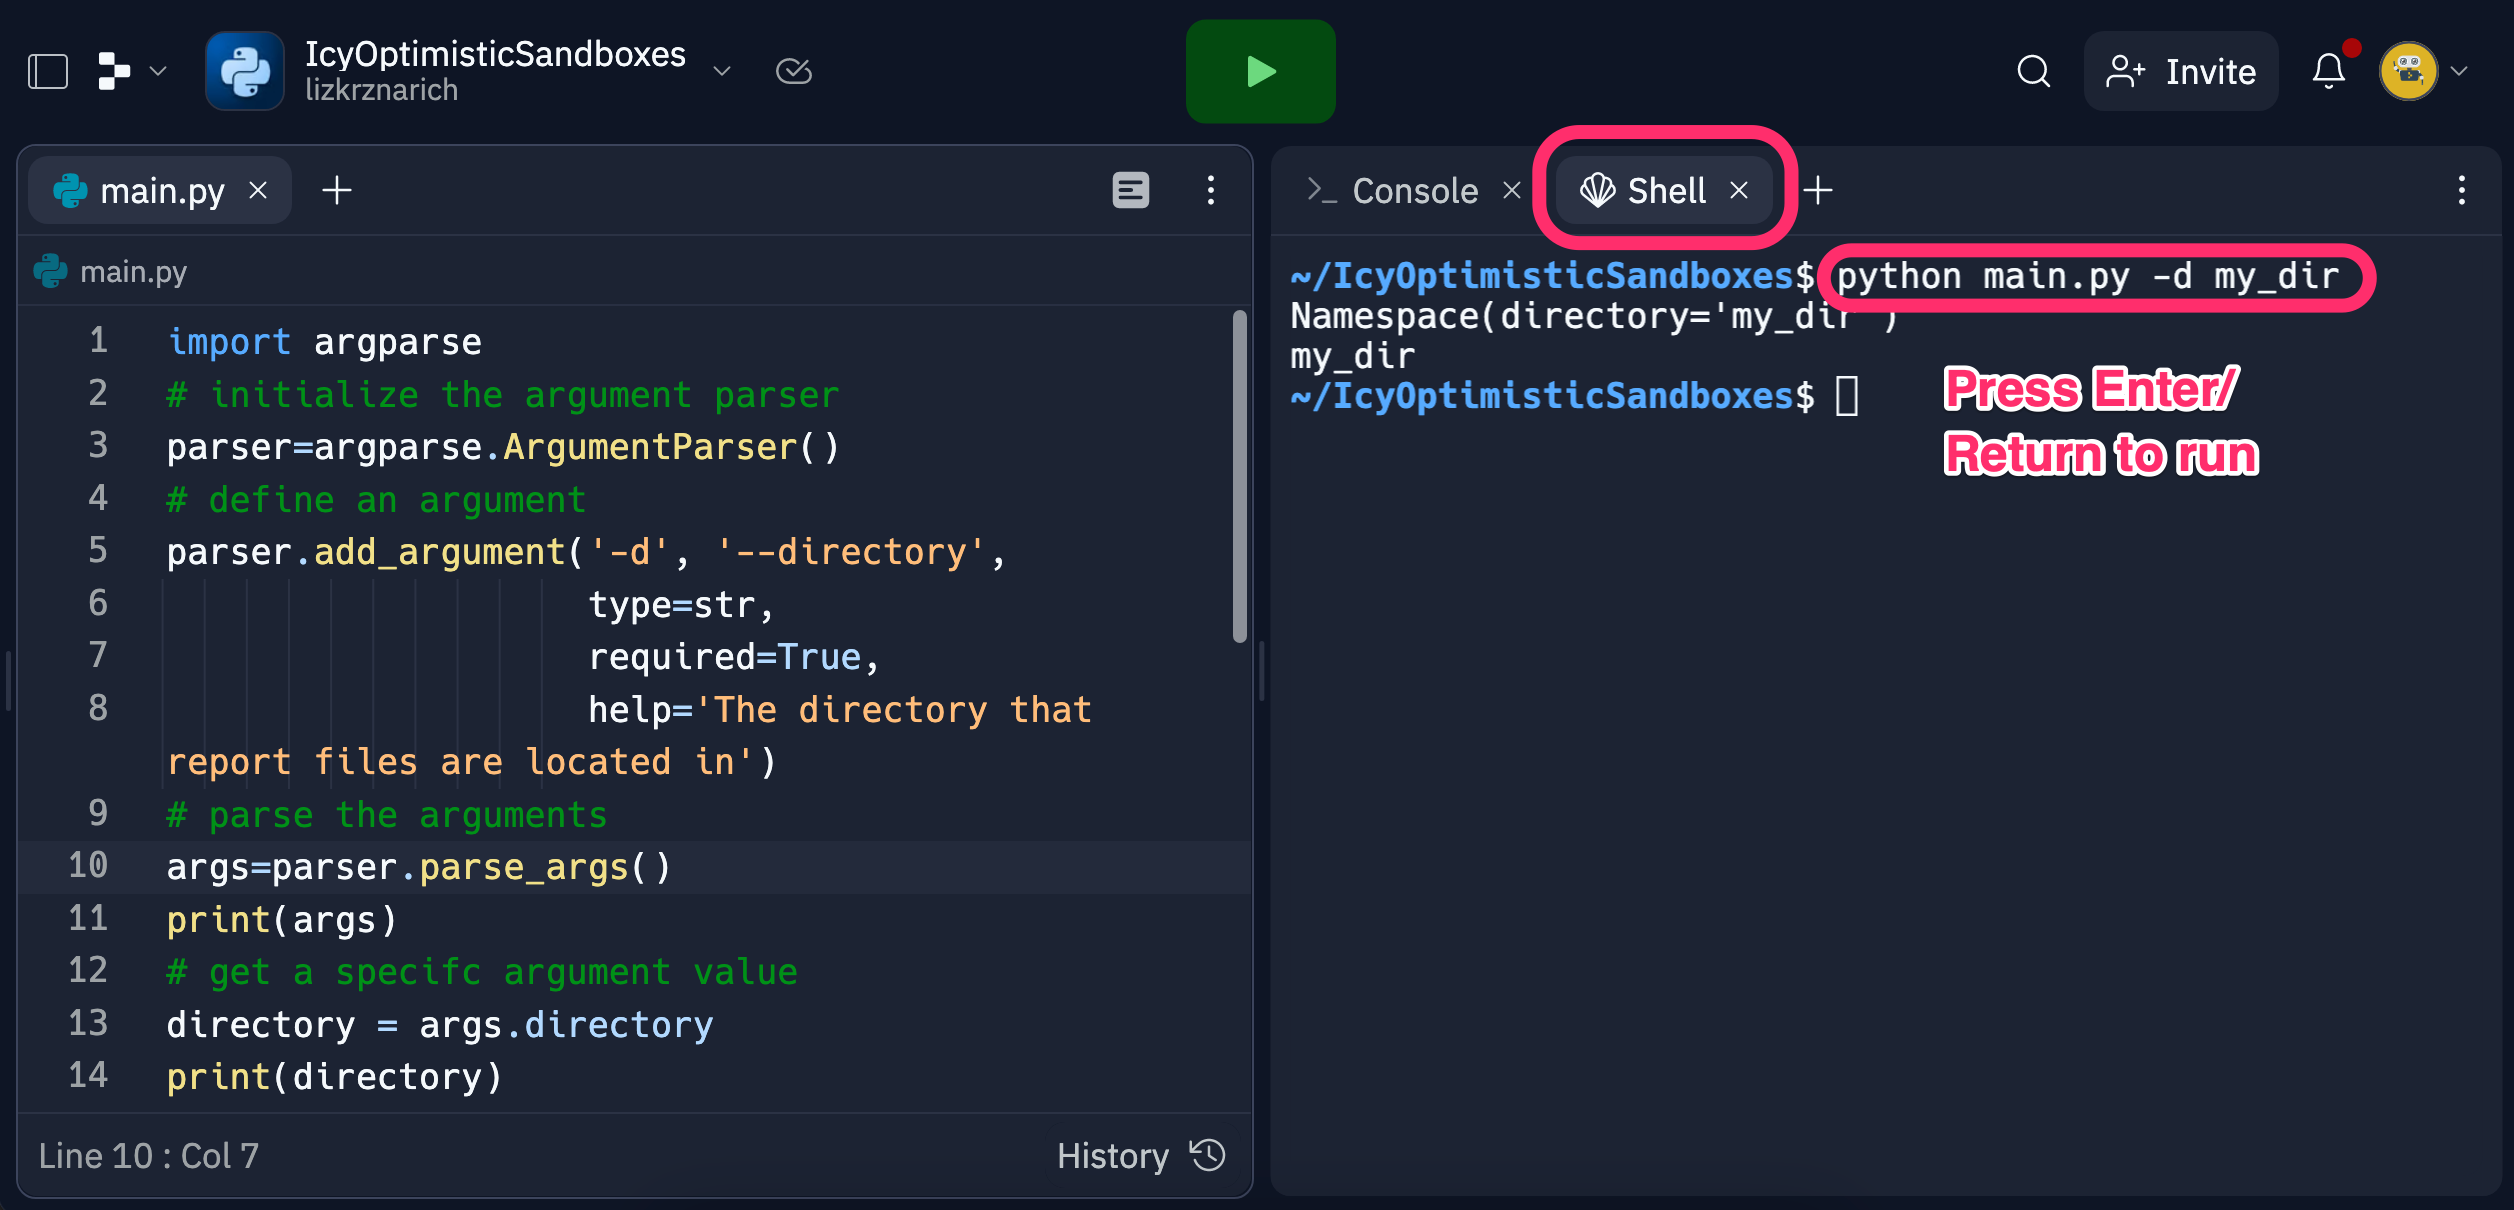 IcyOptimisticSandboxes
lizkrznarich
Invite
main.py
main.py
1 import argparse
2 # initialize the argument parser
3 parser=argparse.ArgumentParser()
4 # define an argument
5 parser.add_argument('-d', '--directory',
6 type=str,
7 required=True,
8 help='The directory that
report files are located in')
9 # parse the arguments
10 args=parser.parse_args()
11 print(args)
12 # get a specifc argument value
13 directory = args.directory
14 print(directory)
Line 10 : Col 7
History
>_ Console
Shell
~/IcyOptimisticSandboxes$ python main.py -d my_dir
Namespace(directory='my_dir')
my_dir
~/IcyOptimisticSandboxes$
Press Enter/
Return to run